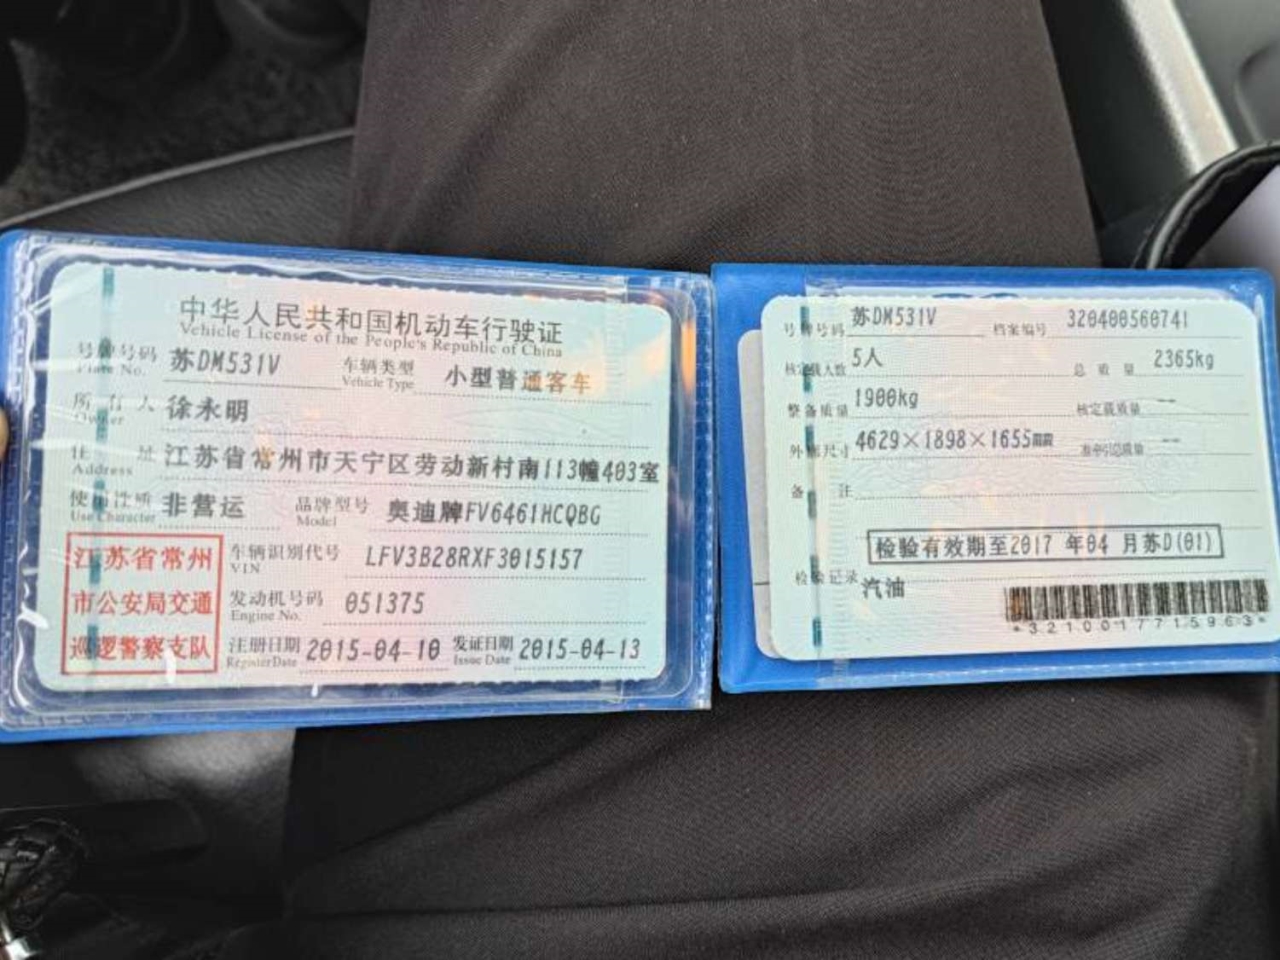 中华人民共和国机动车行驶证
Vehicle License of the People's Republic of China
号牌号码 苏DM531V 车辆类型 小型普通客车
Plate No. Vehicle Type
所有人 徐永明
Owner
住址 江苏省常州市天宁区劳动新村南113幢403室
Address
使用性质 非营运 品牌型号 奥迪牌FV6461HCQBG
Use Character Model
江苏省常州
市公安局交通
巡逻警察支队
车辆识别代号 LFV3B28RXF3015157
VIN
发动机号码 051375
Engine No.
注册日期 2015-04-10 发证日期 2015-04-13
Register Date Issue Date
号牌号码 苏DM531V 档案编号 320400560741
核定载人数 5人 总质量 2365kg
整备质量 1900kg 核定载质量 --
外廓尺寸 4629×1898×1655mm 准牵引总质量 --
备注
检验有效期至2017年04月苏D(01)
检验记录 汽油
*3210017715963*